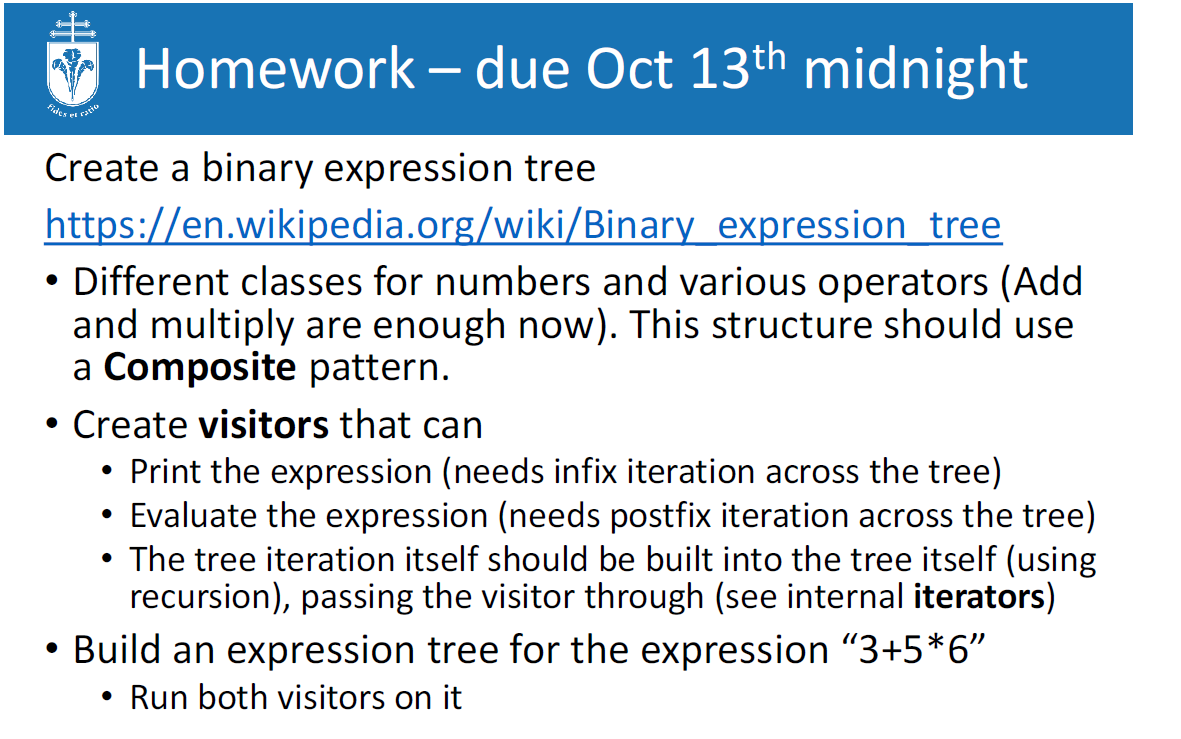 Fides et ratio
Homework – due Oct 13th midnight
Create a binary expression tree
https://en.wikipedia.org/wiki/Binary_expression_tree
• Different classes for numbers and various operators (Add
and multiply are enough now). This structure should use
a Composite pattern.
• Create visitors that can
• Print the expression (needs infix iteration across the tree)
• Evaluate the expression (needs postfix iteration across the tree)
• The tree iteration itself should be built into the tree itself (using
recursion), passing the visitor through (see internal iterators)
• Build an expression tree for the expression “3+5*6”
• Run both visitors on it